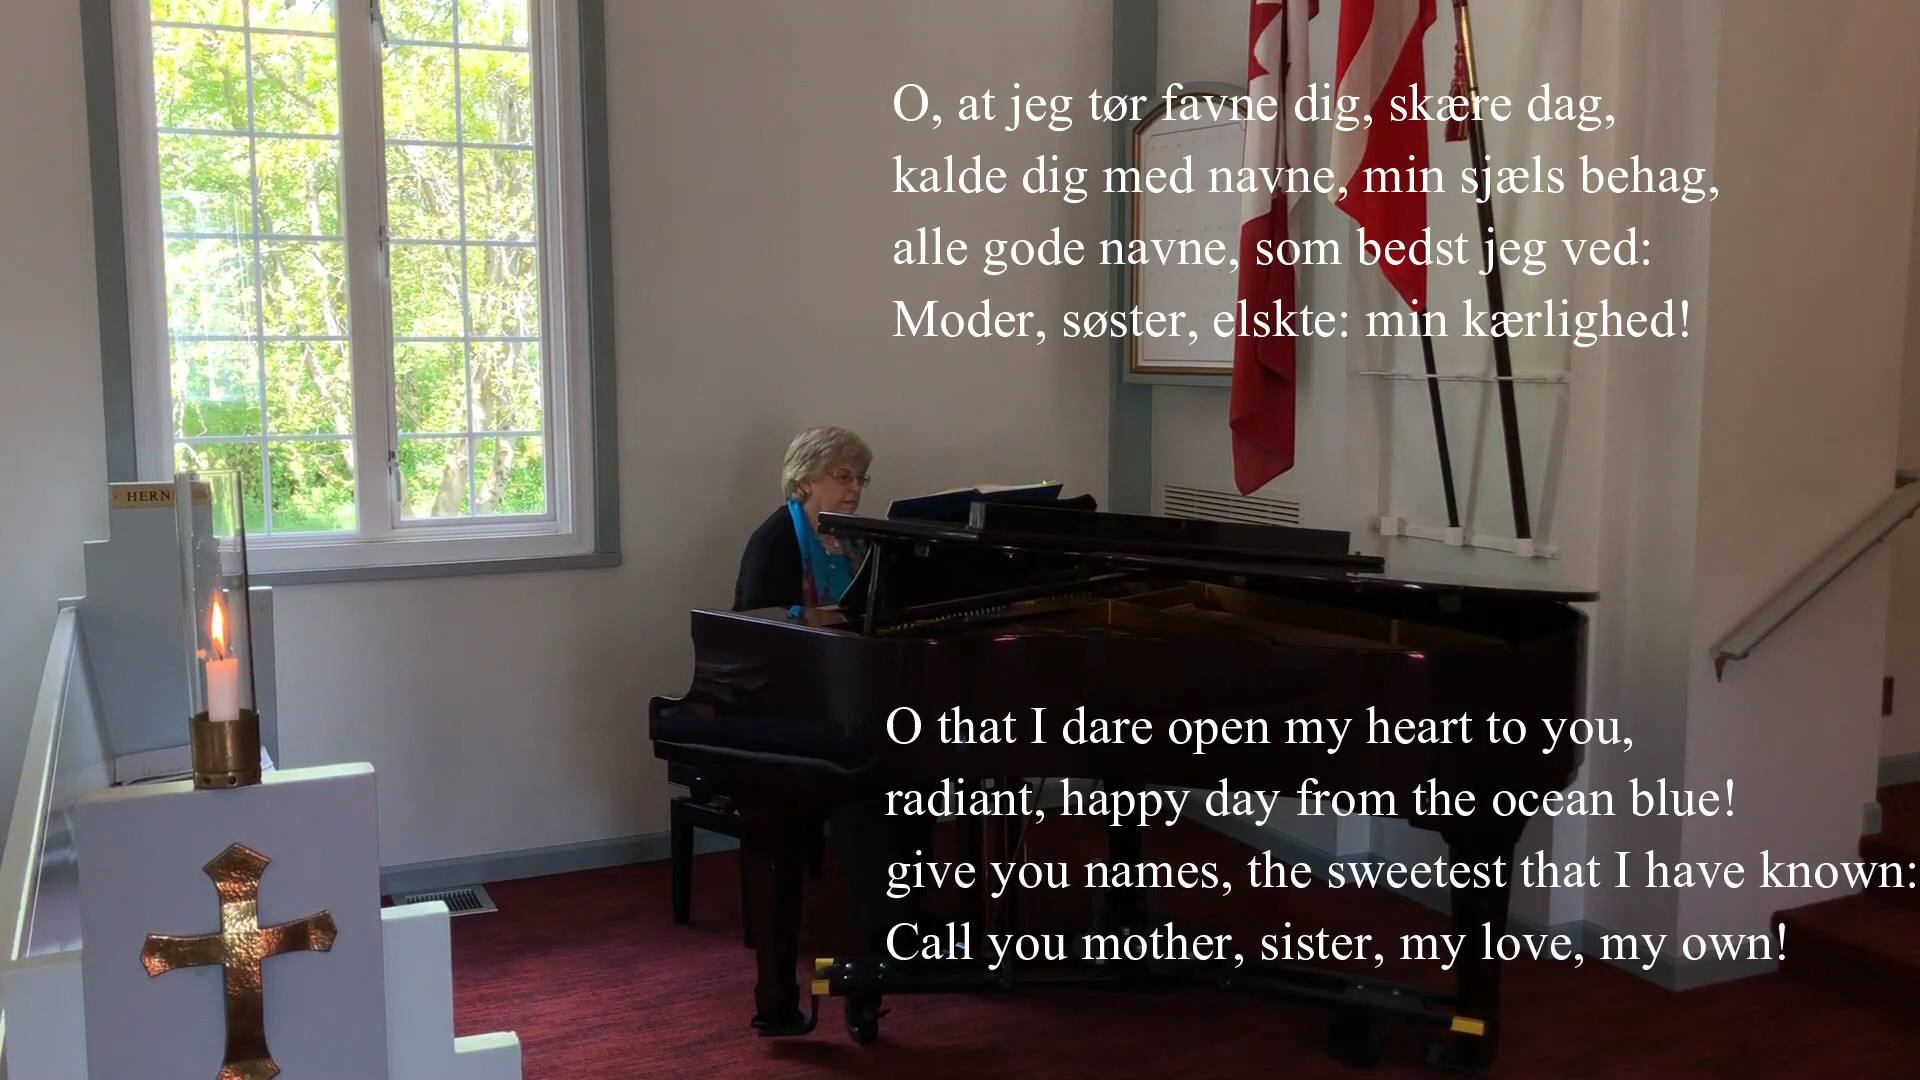 O, at jeg tør favne dig, skære dag,
kalde dig med navne, min sjæls behag,
alle gode navne, som bedst jeg ved:
Moder, søster, elskte: min kærlighed!
HERN
O that I dare open my heart to you,
radiant, happy day from the ocean blue!
give you names, the sweetest that I have known:
Call you mother, sister, my love, my own!